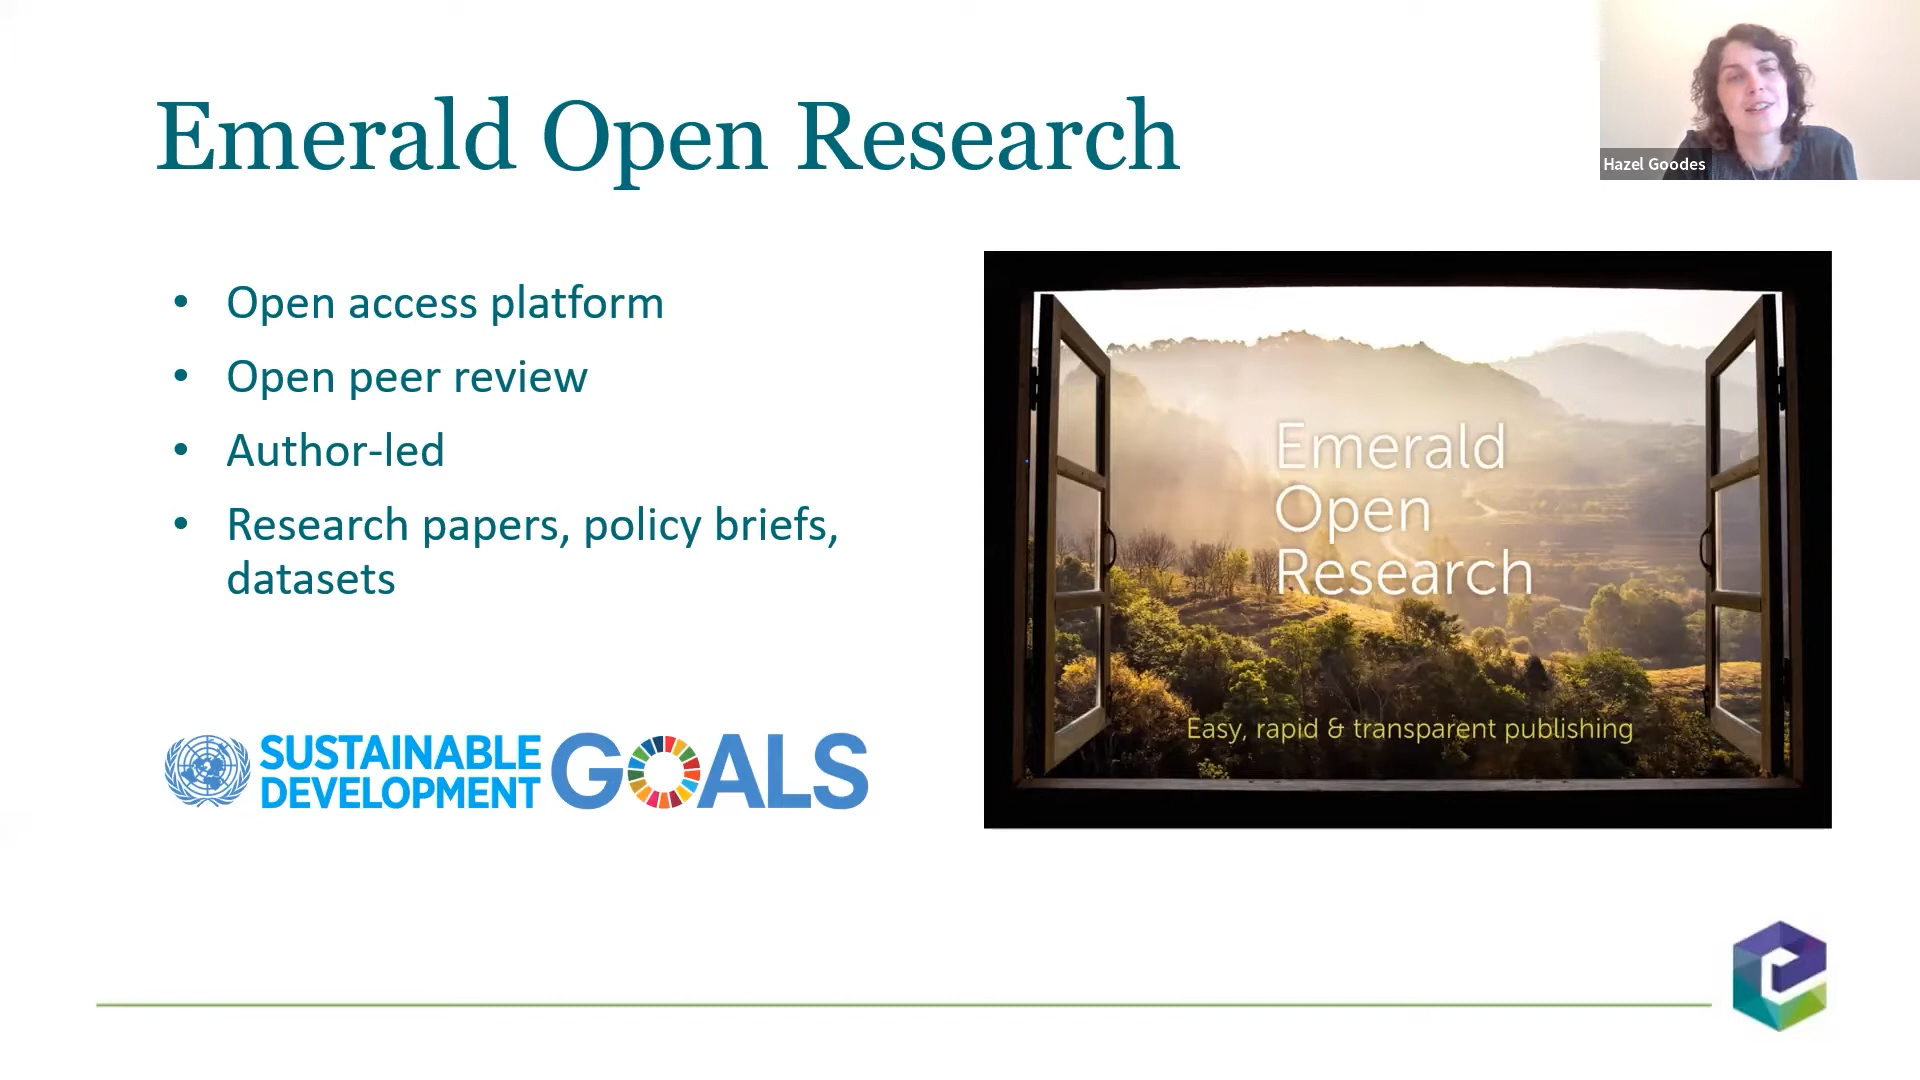 Emerald Open Research
Hazel Goodes
• Open access platform
• Open peer review
• Author-led
• Research papers, policy briefs,
datasets
SUSTAINABLE
DEVELOPMENT
GOALS
Emerald
Open
Research
Easy, rapid & transparent publishing